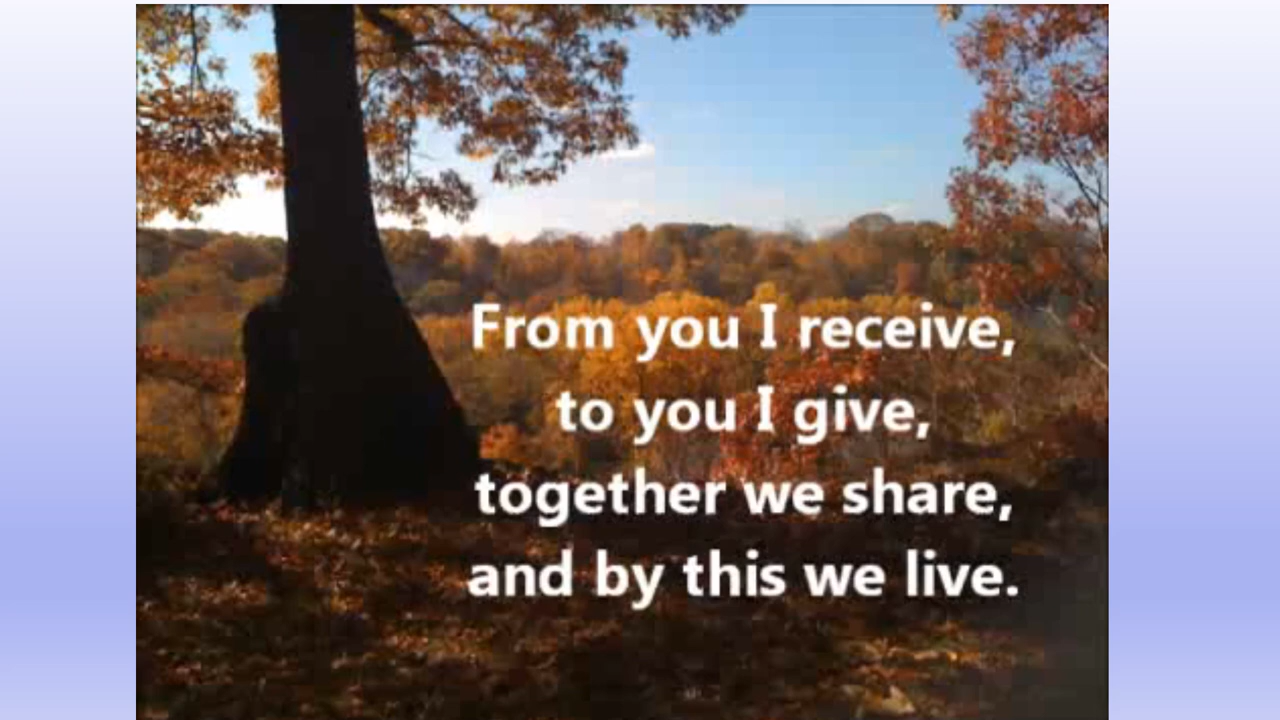 From you I receive,
to you I give,
together we share,
and by this we live.